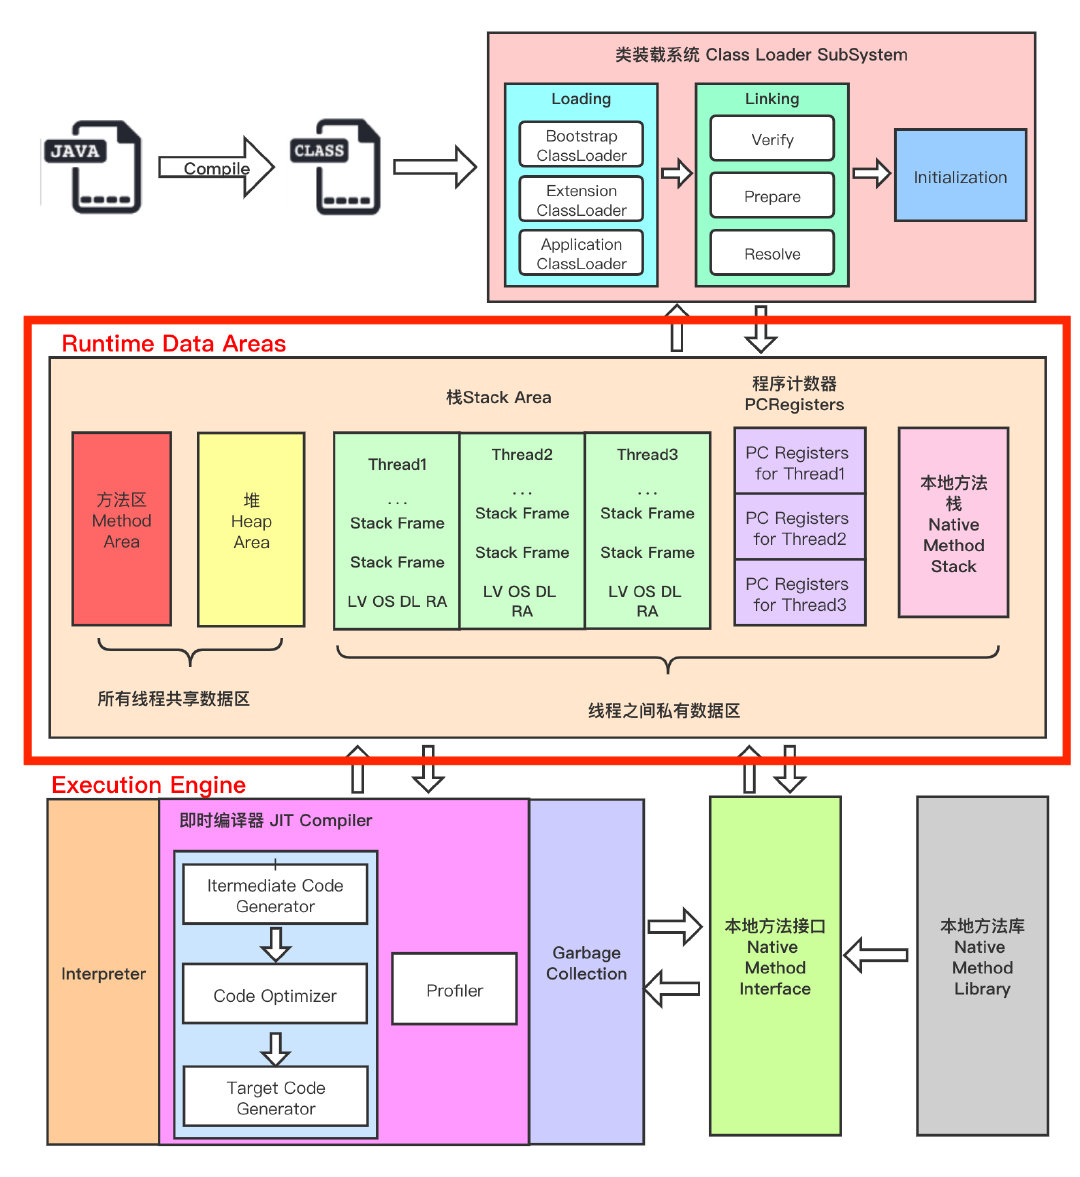 类装载系统 Class Loader SubSystem
JAVA
Compile
CLASS
Loading
Bootstrap
ClassLoader
Extension
ClassLoader
Application
ClassLoader
Linking
Verify
Prepare
Resolve
Initialization
Runtime Data Areas
栈Stack Area
程序计数器
PCRegisters
方法区
Method
Area
堆
Heap
Area
Thread1
...
Stack Frame
Stack Frame
LV OS DL RA
Thread2
...
Stack Frame
Stack Frame
LV OS DL
RA
Thread3
...
Stack Frame
Stack Frame
LV OS DL
RA
PC Registers
for Thread1
PC Registers
for Thread2
PC Registers
for Thread3
本地方法
栈
Native
Method
Stack
所有线程共享数据区
线程之间私有数据区
Execution Engine
Interpreter
即时编译器 JIT Compiler
Itermediate Code
Generator
Code Optimizer
Target Code
Generator
Profiler
Garbage
Collection
本地方法接口
Native
Method
Interface
本地方法库
Native
Method
Library